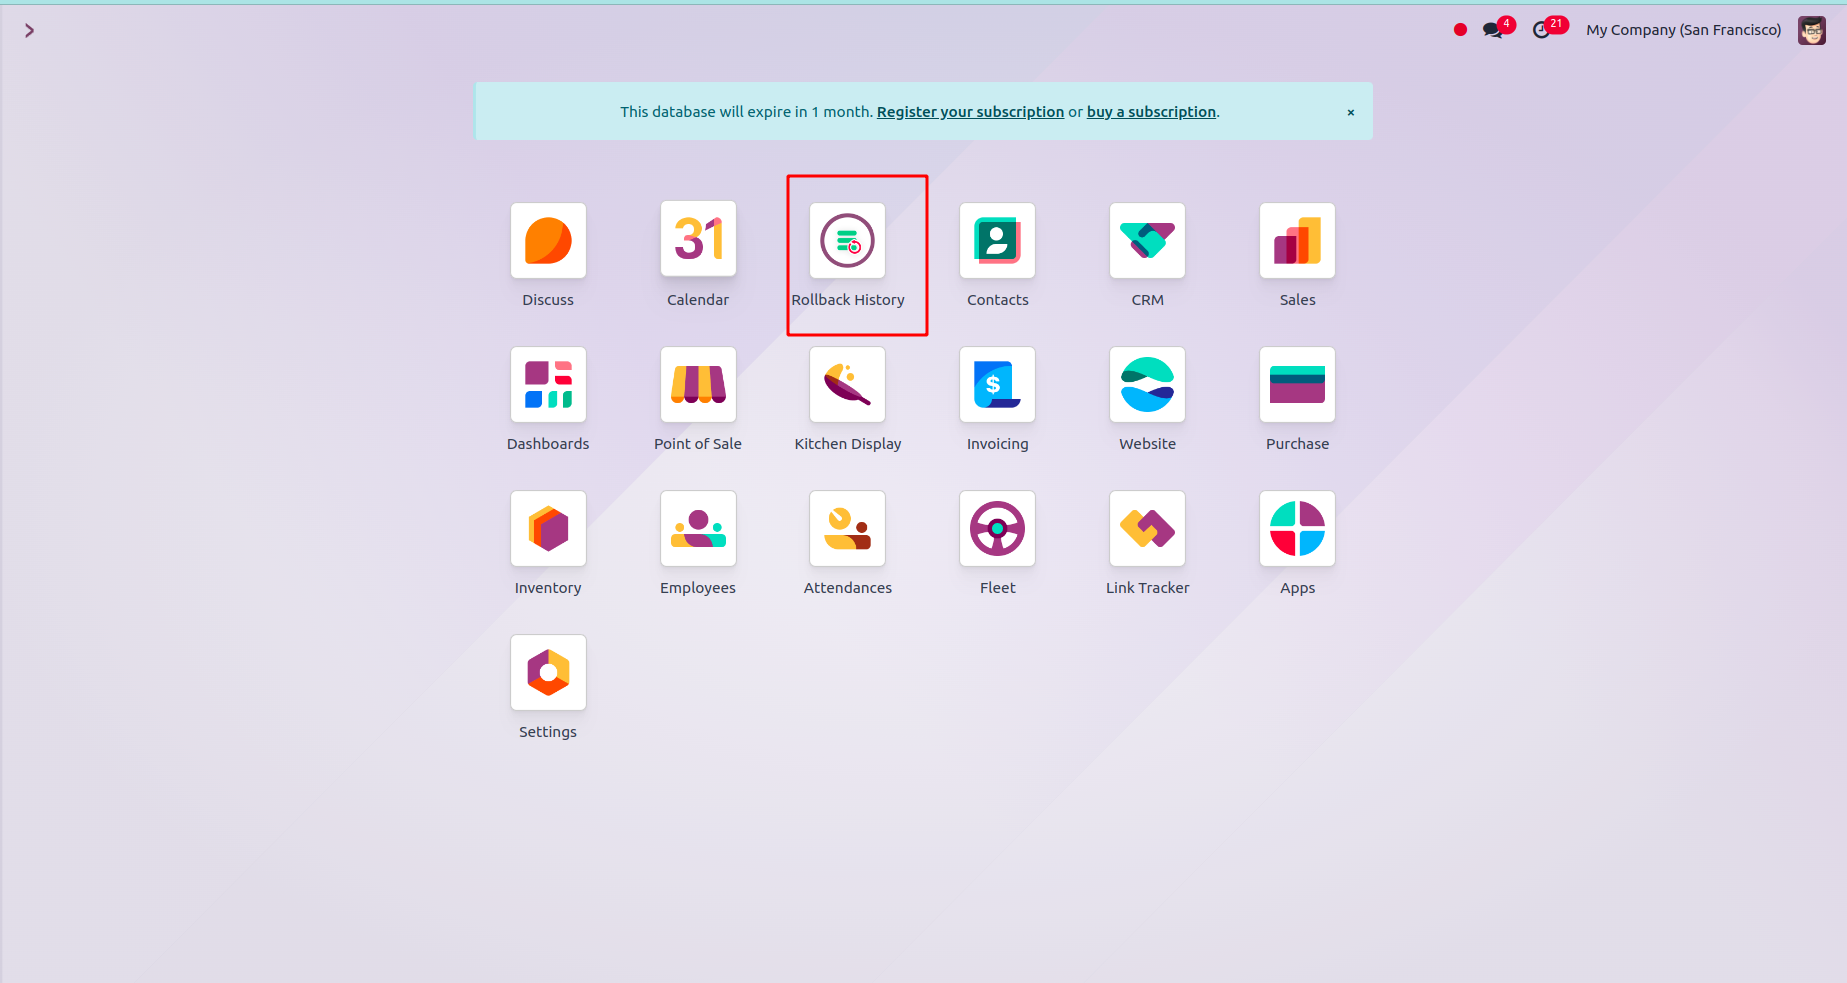 4
21
My Company (San Francisco)
This database will expire in 1 month. Register your subscription or buy a subscription.
×
31
Discuss
Calendar
Rollback History
Contacts
CRM
Sales
$
Dashboards
Point of Sale
Kitchen Display
Invoicing
Website
Purchase
Inventory
Employees
Attendances
Fleet
Link Tracker
Apps
Settings